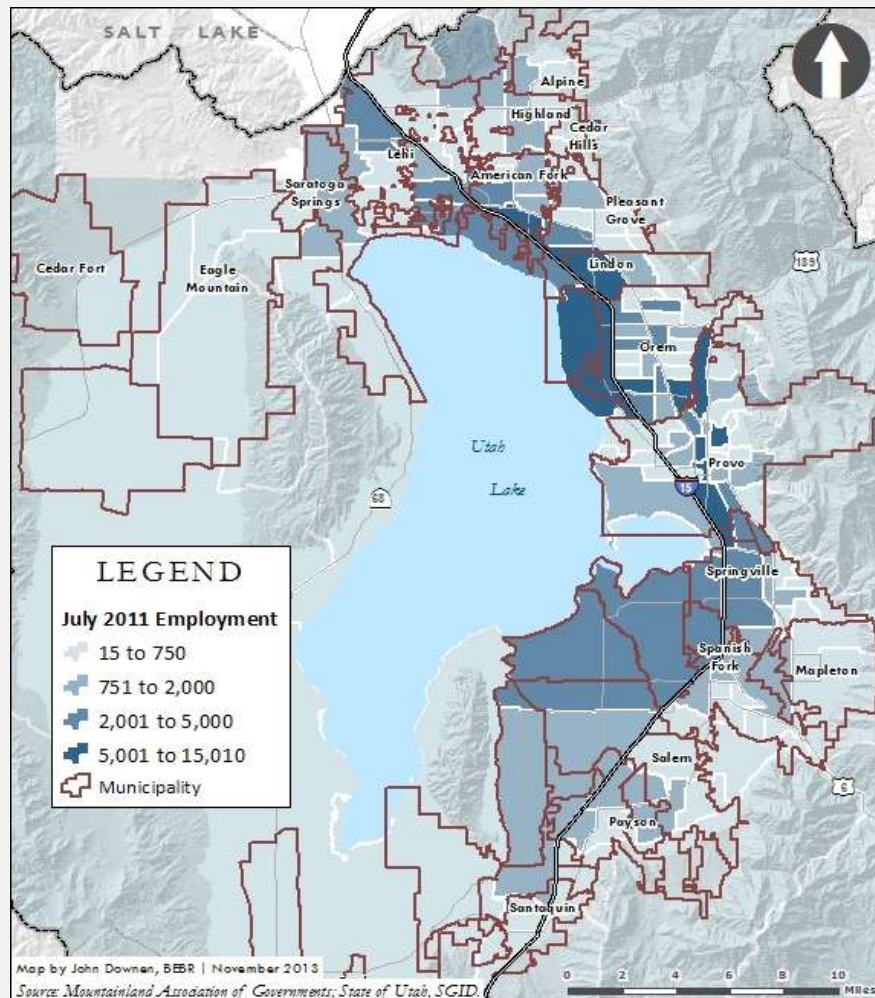 SALT LAKE
Alpine
Highland
Cedar
Hills
Lehi
American Fork
Saratoga
Springs
Pleasant
Grove
189
Cedar Fort
Eagle
Mountain
Lindon
Orem
Utah
Lake
Provo
68
15
LEGEND
July 2011 Employment
15 to 750
751 to 2,000
2,001 to 5,000
5,001 to 15,010
Municipality
Springville
Spanish
Fork
Mapleton
Salem
6
Payson
Santaquin
Map by John Downen, BEBR | November 2013
0 2 4 6 8 10
Miles
Source: Mountainland Association of Governments; State of Utah, SGID.